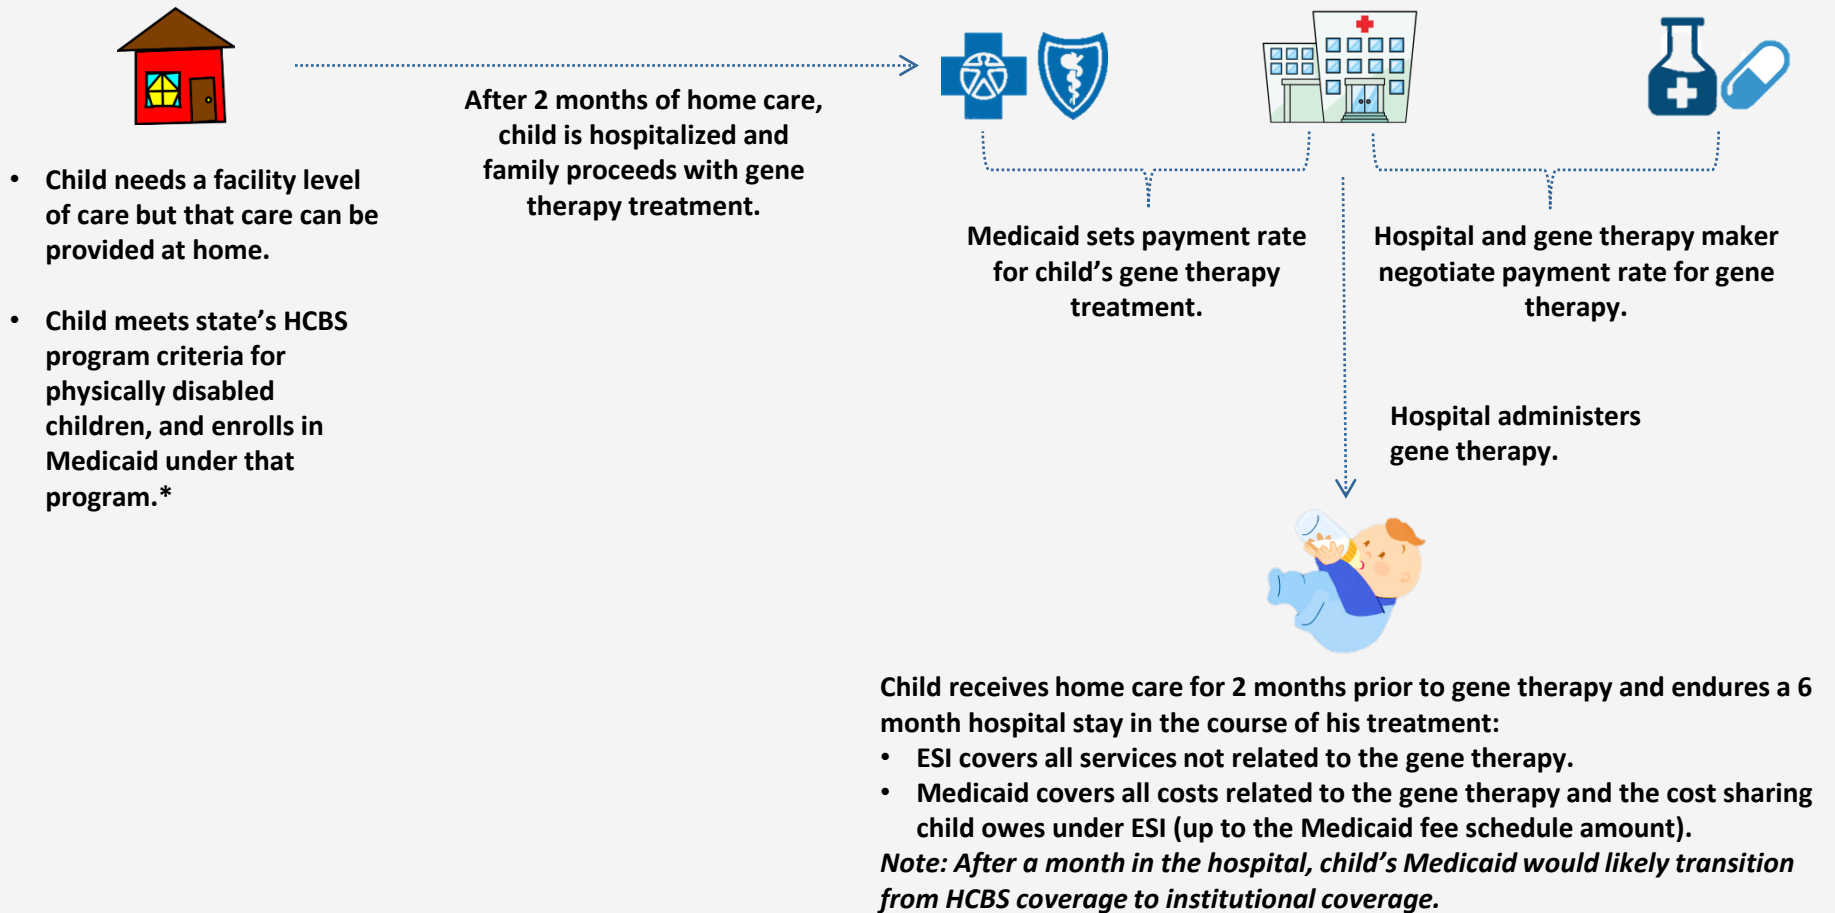 After 2 months of home care,
child is hospitalized and
family proceeds with gene
therapy treatment.
• Child needs a facility level
of care but that care can be
provided at home.
• Child meets state’s HCBS
program criteria for
physically disabled
children, and enrolls in
Medicaid under that
program.*
Medicaid sets payment rate
for child’s gene therapy
treatment.
Hospital and gene therapy maker
negotiate payment rate for gene
therapy.
Hospital administers
gene therapy.
Child receives home care for 2 months prior to gene therapy and endures a 6
month hospital stay in the course of his treatment:
• ESI covers all services not related to the gene therapy.
• Medicaid covers all costs related to the gene therapy and the cost sharing
child owes under ESI (up to the Medicaid fee schedule amount).
Note: After a month in the hospital, child’s Medicaid would likely transition
from HCBS coverage to institutional coverage.